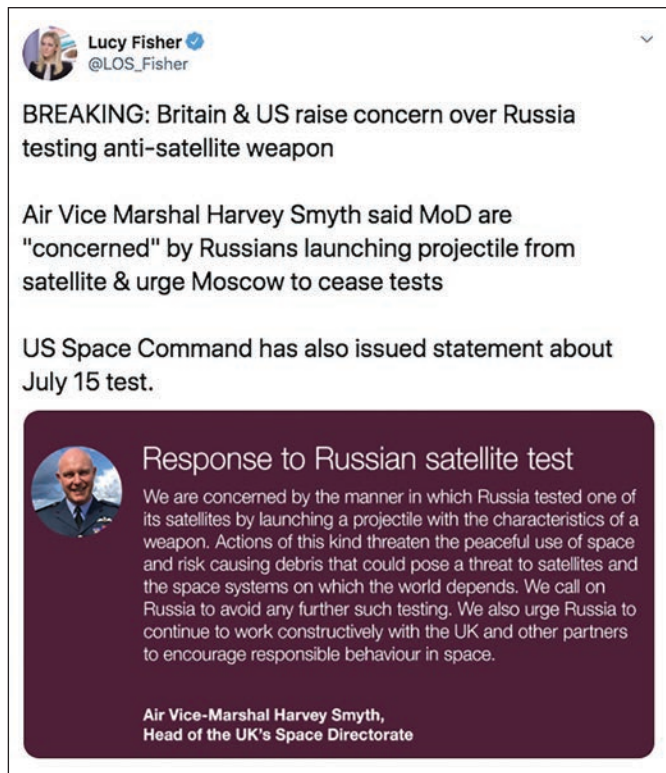 Lucy Fisher
@LOS_Fisher
BREAKING: Britain & US raise concern over Russia
testing anti-satellite weapon
Air Vice Marshal Harvey Smyth said MoD are
"concerned" by Russians launching projectile from
satellite & urge Moscow to cease tests
US Space Command has also issued statement about
July 15 test.
Response to Russian satellite test
We are concerned by the manner in which Russia tested one of
its satellites by launching a projectile with the characteristics of a
weapon. Actions of this kind threaten the peaceful use of space
and risk causing debris that could pose a threat to satellites and
the space systems on which the world depends. We call on
Russia to avoid any further such testing. We also urge Russia to
continue to work constructively with the UK and other partners
to encourage responsible behaviour in space.
Air Vice-Marshal Harvey Smyth,
Head of the UK's Space Directorate